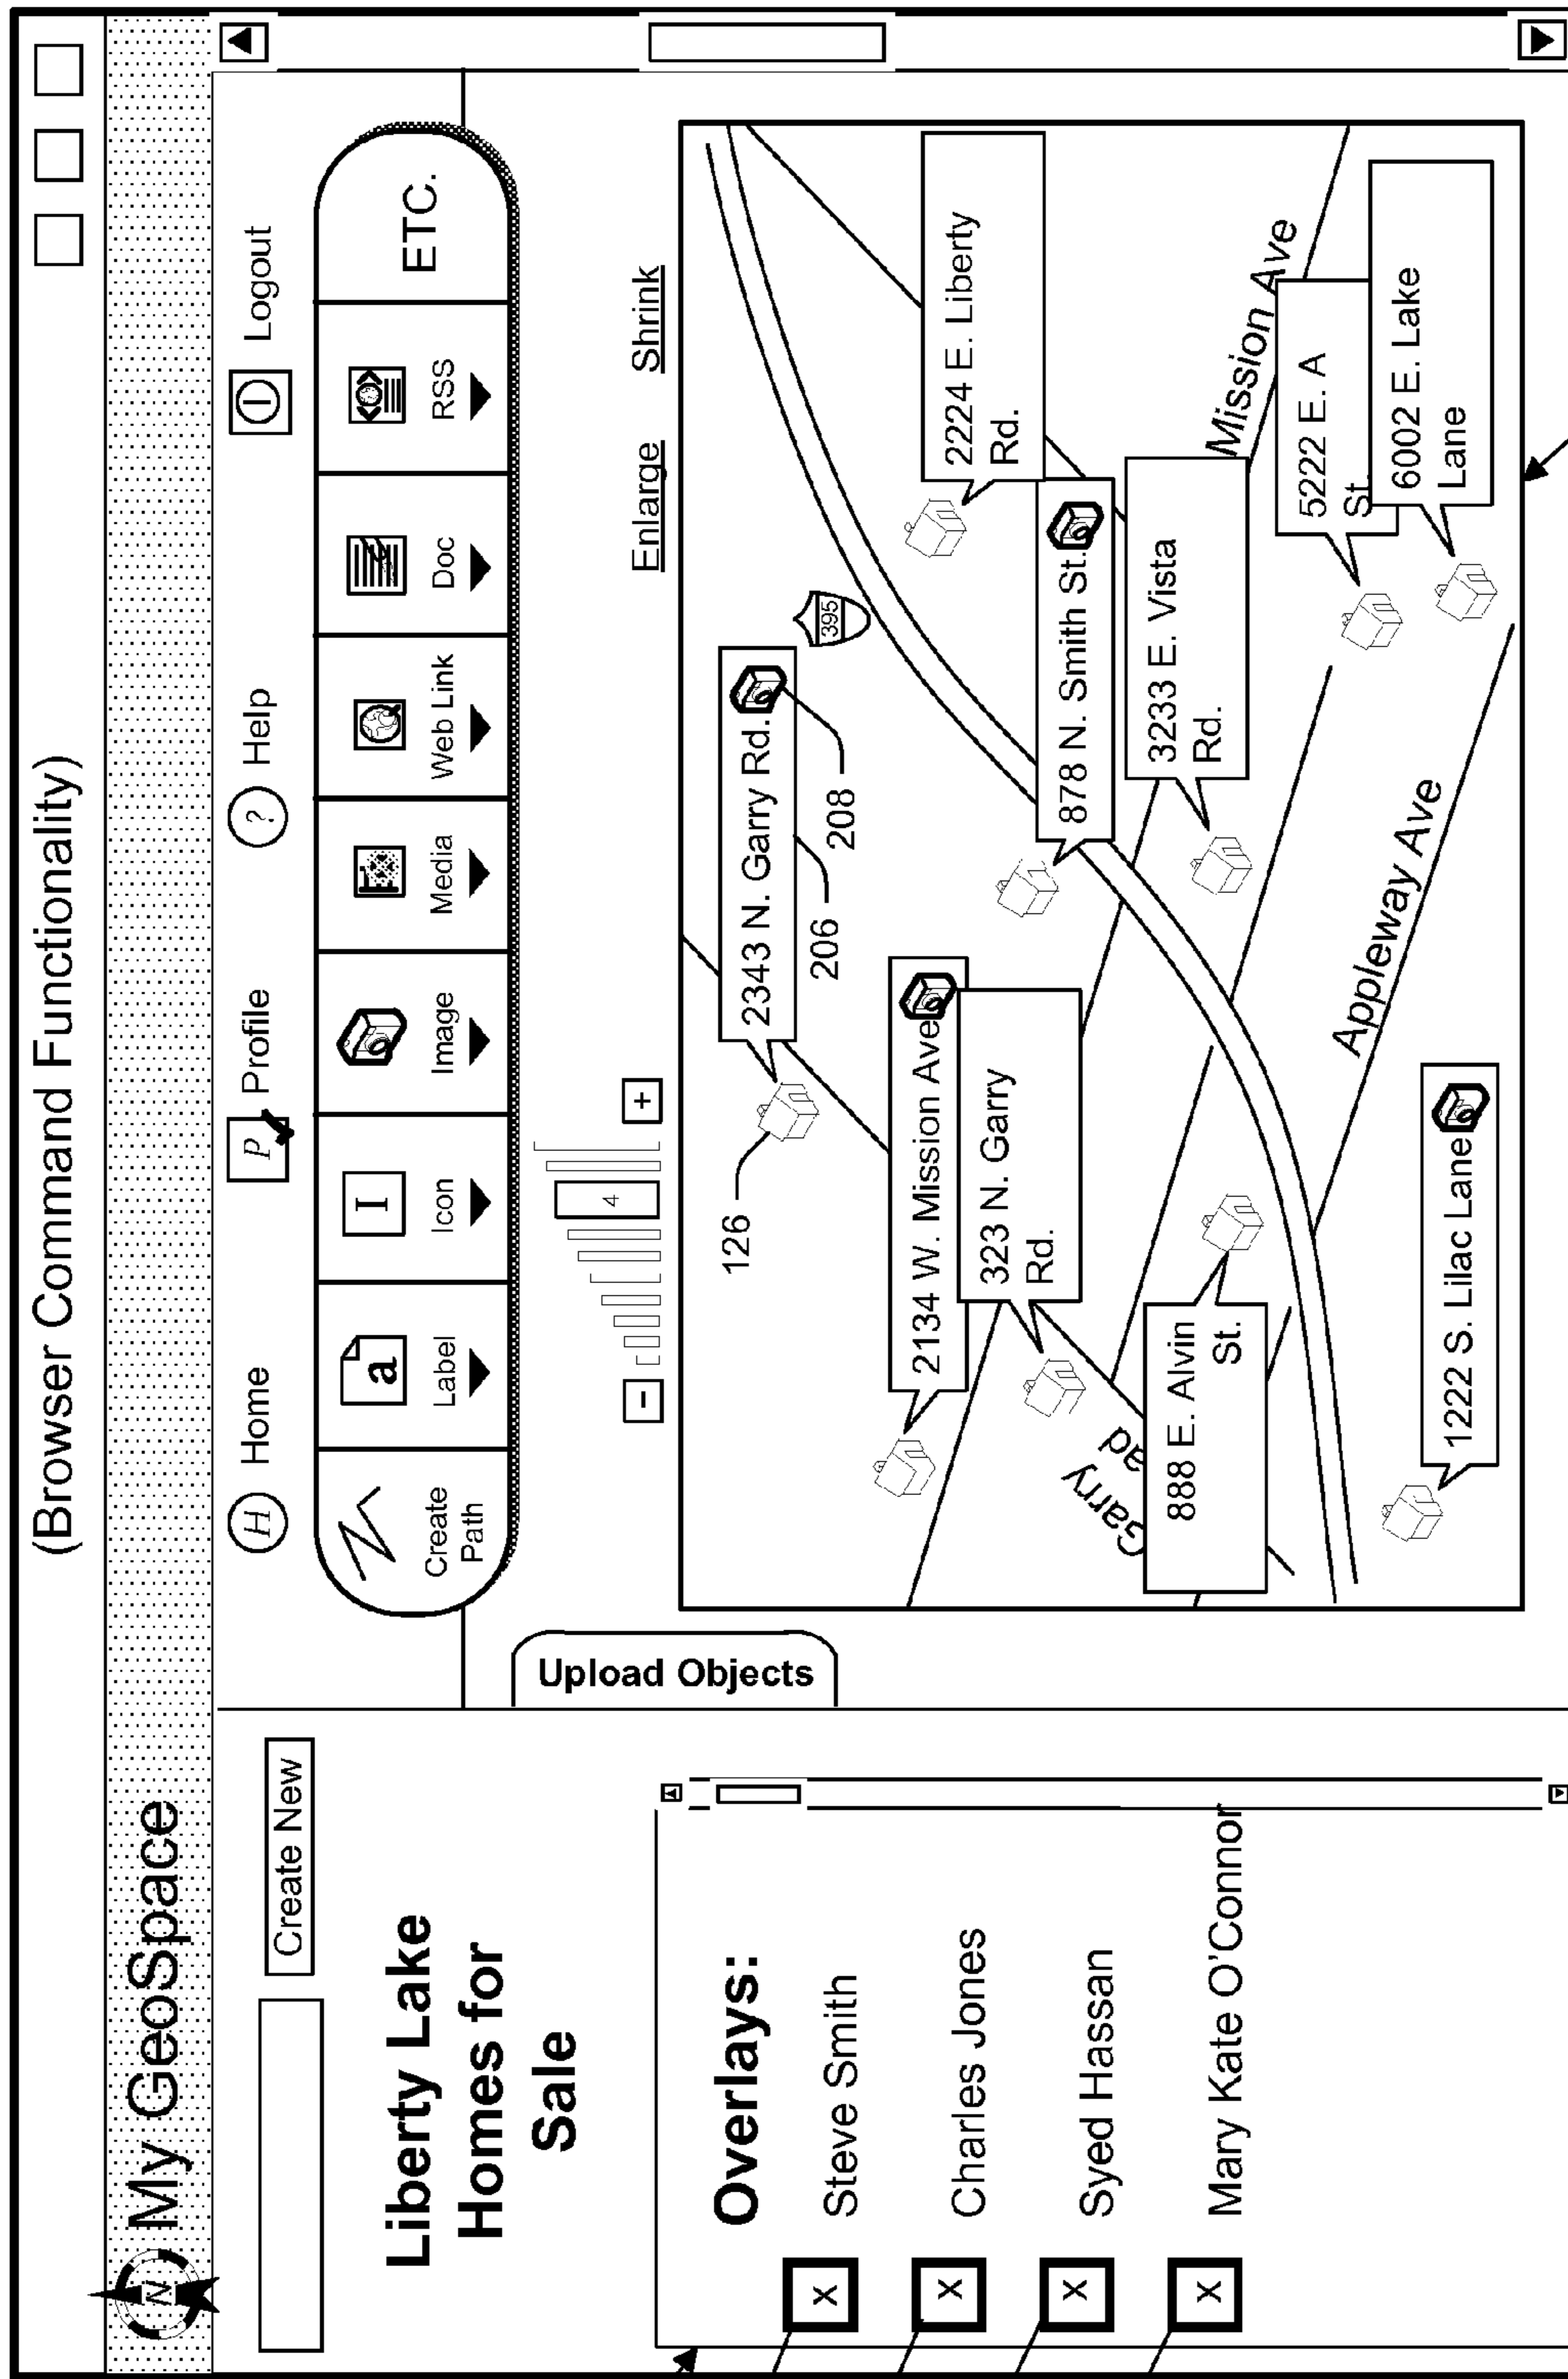 (Browser Command Functionality)
N My GeoSpace
Create New
H Home
P Profile
? Help
Logout
Liberty Lake
Homes for
Sale
Create
Path
a
Label
I
Icon
Image
Media
Web Link
Doc
RSS
ETC.
Upload Objects
-
4
+
Enlarge
Shrink
Overlays:
X Steve Smith
X Charles Jones
X Syed Hassan
X Mary Kate O'Connor
126
2343 N. Garry Rd.
206
208
395
2134 W. Mission Ave
323 N. Garry
Rd.
2224 E. Liberty
Rd.
878 N. Smith St.
3233 E. Vista
Rd.
Mission Ave
Garry
ad
888 E. Alvin
St.
5222 E. A
St.
6002 E. Lake
Lane
Appleway Ave
1222 S. Lilac Lane